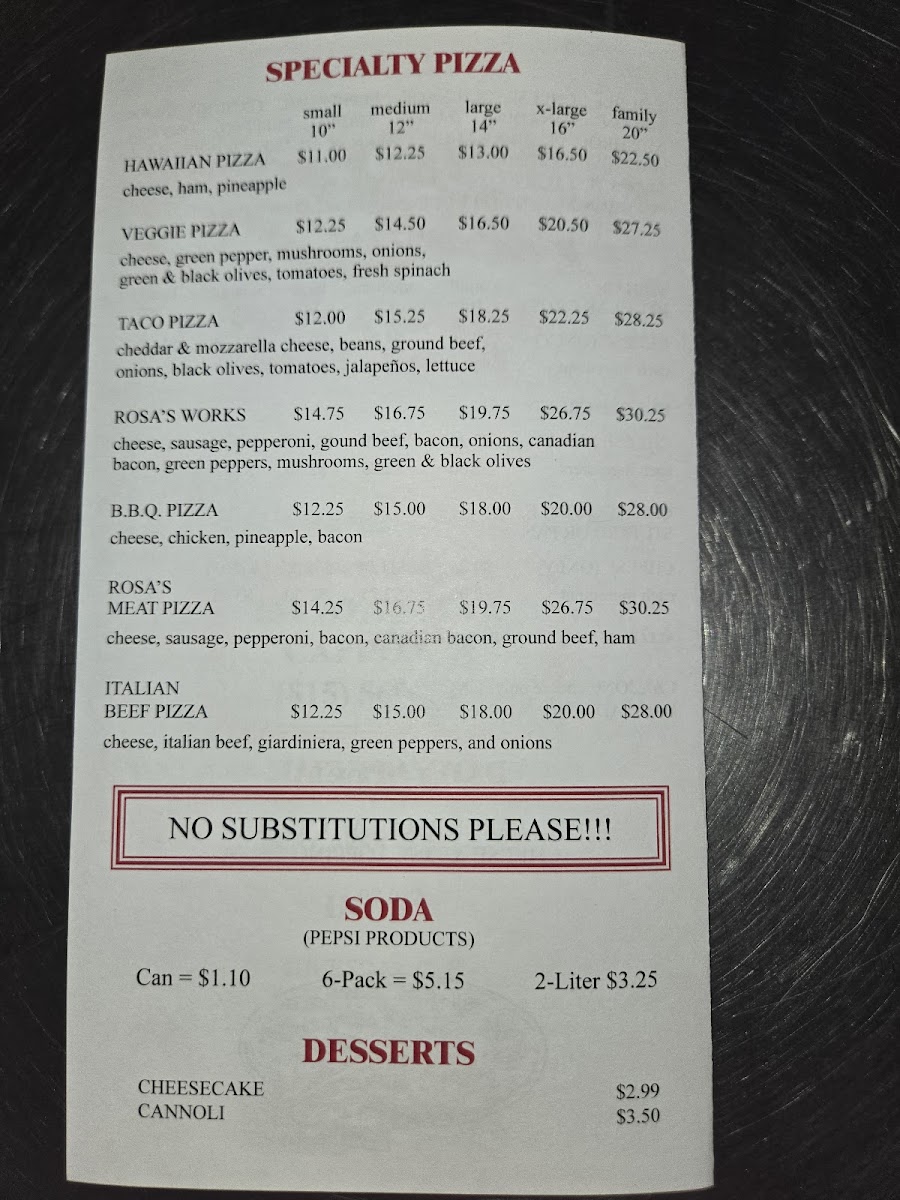 SPECIALTY PIZZA
small medium large x-large family
10" 12" 14" 16" 20"
HAWAIIAN PIZZA $11.00 $12.25 $13.00 $16.50 $22.50
cheese, ham, pineapple
VEGGIE PIZZA $12.25 $14.50 $16.50 $20.50 $27.25
cheese, green pepper, mushrooms, onions,
green & black olives, tomatoes, fresh spinach
TACO PIZZA $12.00 $15.25 $18.25 $22.25 $28.25
cheddar & mozzarella cheese, beans, ground beef,
onions, black olives, tomatoes, jalapeños, lettuce
ROSA'S WORKS $14.75 $16.75 $19.75 $26.75 $30.25
cheese, sausage, pepperoni, gound beef, bacon, onions, canadian
bacon, green peppers, mushrooms, green & black olives
B.B.Q. PIZZA $12.25 $15.00 $18.00 $20.00 $28.00
cheese, chicken, pineapple, bacon
ROSA'S
MEAT PIZZA $14.25 $16.75 $19.75 $26.75 $30.25
cheese, sausage, pepperoni, bacon, canadian bacon, ground beef, ham
ITALIAN
BEEF PIZZA $12.25 $15.00 $18.00 $20.00 $28.00
cheese, italian beef, giardiniera, green peppers, and onions
NO SUBSTITUTIONS PLEASE!!!
SODA
(PEPSI PRODUCTS)
Can = $1.10 6-Pack = $5.15 2-Liter $3.25
DESSERTS
CHEESECAKE $2.99
CANNOLI $3.50